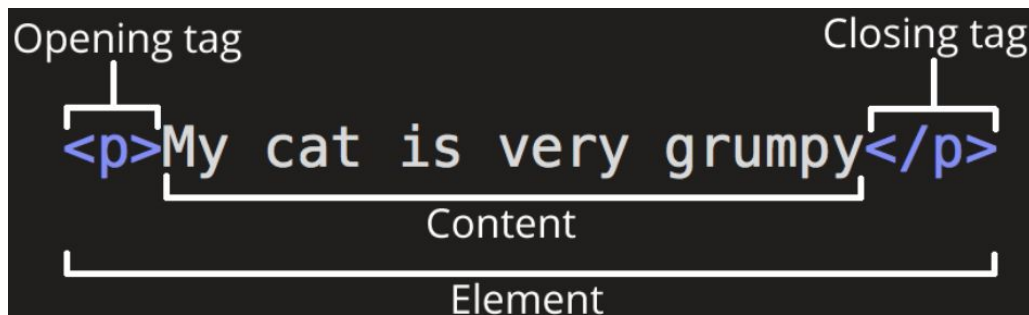 Opening tag
Closing tag
<p>My cat is very grumpy</p>
Content
Element